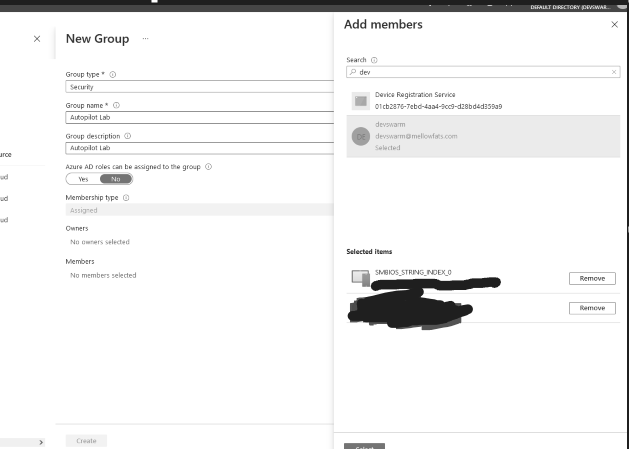 DEFAULT DIRECTORY (DEVSWAR...
New Group ...
Group type *
Security
Group name *
Autopilot Lab
Group description
Autopilot Lab
Azure AD roles can be assigned to the group
Yes No
Membership type
Assigned
Owners
No owners selected
Members
No members selected
Create
urce
ud
ud
ud
Add members
Search
dev
Device Registration Service
01cb2876-7ebd-4aa4-9cc9-d28bd4d359a9
DE
devswarm
devswarm@mellowfats.com
Selected
Selected items
SMBIOS_STRING_INDEX_0
Remove
Remove
Select